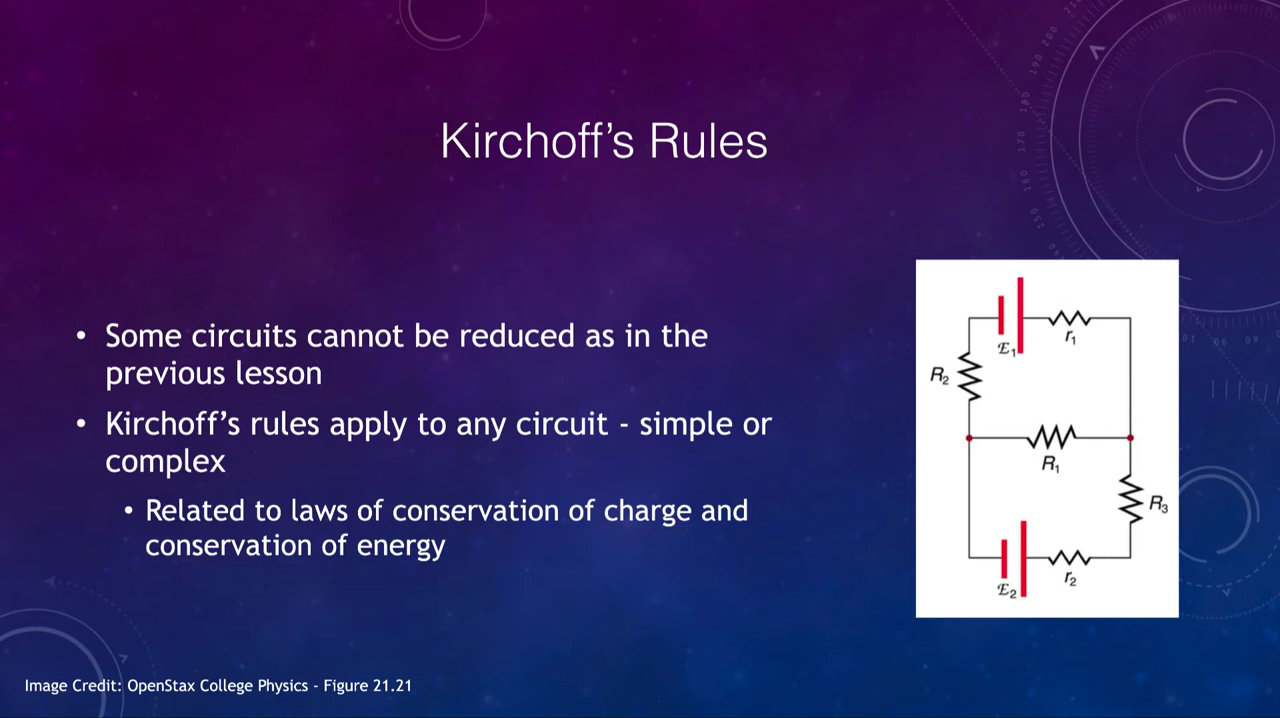 Kirchoff's Rules
• Some circuits cannot be reduced as in the
previous lesson
• Kirchoff's rules apply to any circuit - simple or
complex
• Related to laws of conservation of charge and
conservation of energy
ℰ₁
r₁
R₂
R₁
R₃
ℰ₂
r₂
Image Credit: OpenStax College Physics - Figure 21.21